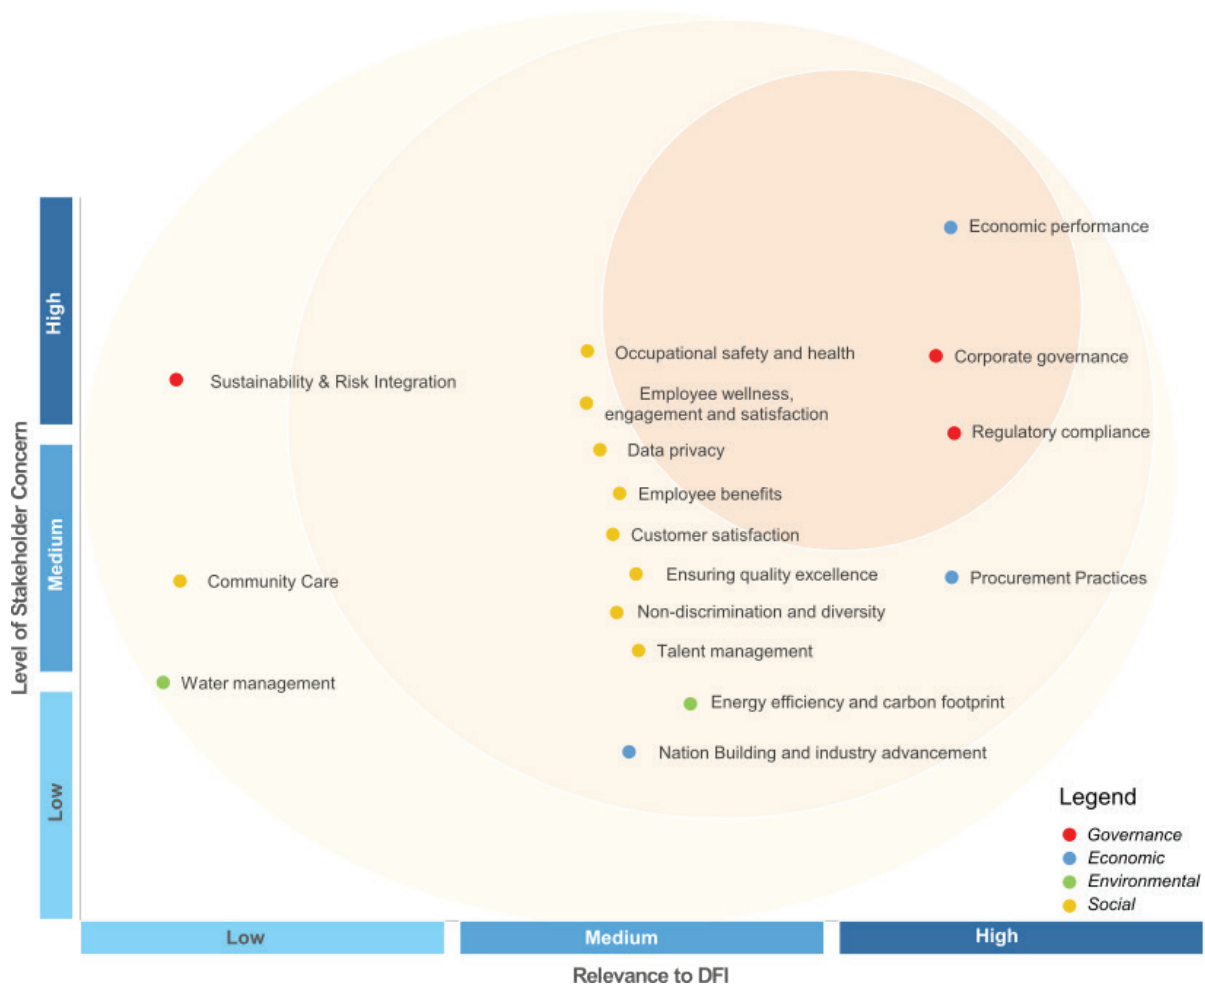 Economic performance
High
Occupational safety and health
Corporate governance
Sustainability & Risk Integration
Employee wellness,
engagement and satisfaction
Regulatory compliance
Data privacy
Level of Stakeholder Concern
Medium
Employee benefits
Customer satisfaction
Ensuring quality excellence
Procurement Practices
Community Care
Non-discrimination and diversity
Talent management
Water management
Energy efficiency and carbon footprint
Nation Building and industry advancement
Low
Legend
Governance
Economic
Environmental
Social
Low
Medium
High
Relevance to DFI